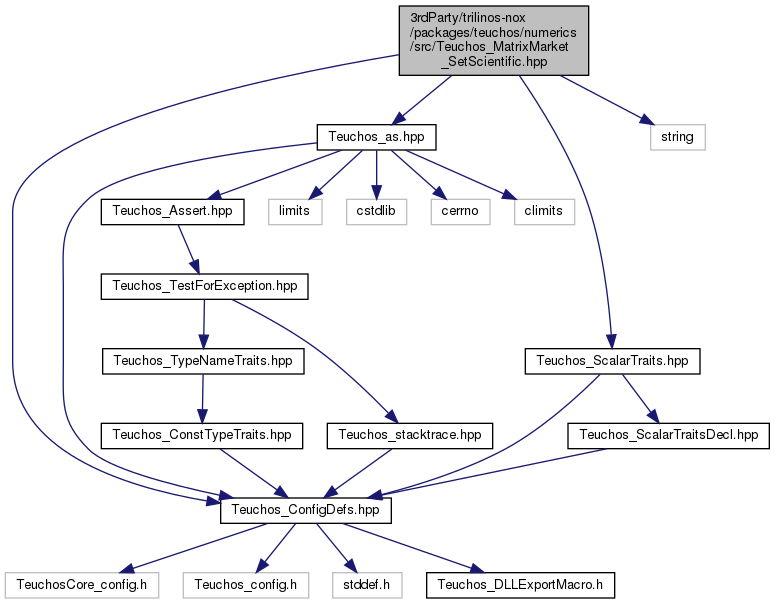 3rdParty/trilinos-nox
/packages/teuchos/numerics
/src/Teuchos_MatrixMarket
_SetScientific.hpp
Teuchos_as.hpp
string
Teuchos_Assert.hpp
limits
cstdlib
cerrno
climits
Teuchos_TestForException.hpp
Teuchos_TypeNameTraits.hpp
Teuchos_ScalarTraits.hpp
Teuchos_ConstTypeTraits.hpp
Teuchos_stacktrace.hpp
Teuchos_ScalarTraitsDecl.hpp
Teuchos_ConfigDefs.hpp
TeuchosCore_config.h
Teuchos_config.h
stddef.h
Teuchos_DLLExportMacro.h